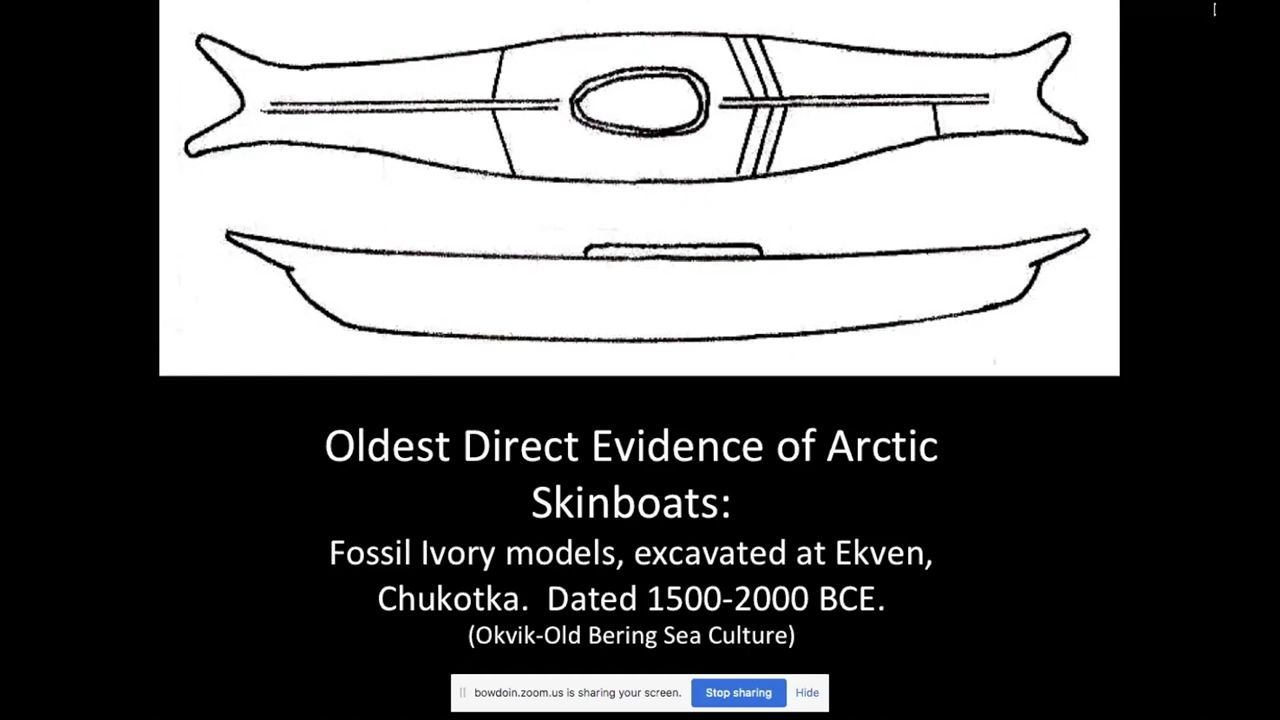 Oldest Direct Evidence of Arctic
Skinboats:
Fossil Ivory models, excavated at Ekven,
Chukotka.  Dated 1500-2000 BCE.
(Okvik-Old Bering Sea Culture)
bowdoin.zoom.us is sharing your screen. Stop sharing Hide